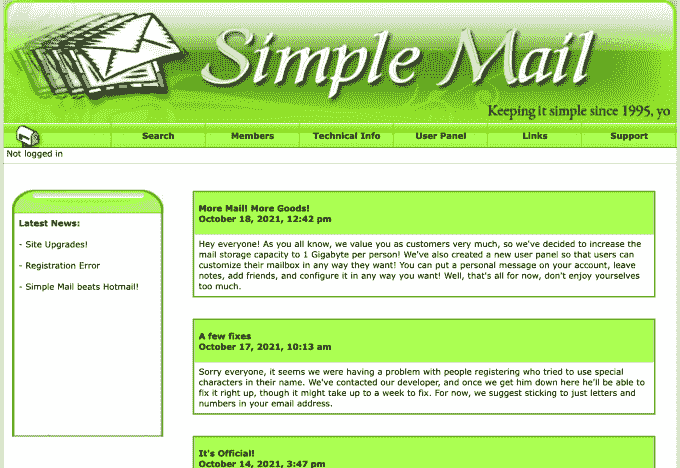 Simple Mail
Keeping it simple since 1995, yo
Search Members Technical Info User Panel Links Support
Not logged in
Latest News:
- Site Upgrades!
- Registration Error
- Simple Mail beats Hotmail!
More Mail! More Goods!
October 18, 2021, 12:42 pm
Hey everyone! As you all know, we value you as customers very much, so we've decided to increase the
mail storage capacity to 1 Gigabyte per person! We've also created a new user panel so that users can
customize their mailbox in any way they want! You can put a personal message on your account, leave
notes, add friends, and configure it in any way you want! Well, that's all for now, don't enjoy yourselves
too much.
A few fixes
October 17, 2021, 10:13 am
Sorry everyone, it seems we were having a problem with people registering who tried to use special
characters in their name. We've contacted our developer, and once we get him down here he'll be able to
fix it right up, though it might take up to a week to fix. For now, we suggest sticking to just letters and
numbers in your email address.
It's Official!
October 14, 2021, 3:47 pm